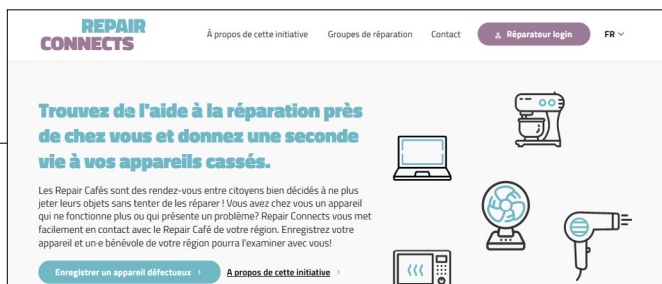 REPAIR
CONNECTS
À propos de cette initiative Groupes de réparation Contact Réparateur login FR
Trouvez de l'aide à la réparation près
de chez vous et donnez une seconde
vie à vos appareils cassés.
Les Repair Cafés sont des rendez-vous entre citoyens bien décidés à ne plus
jeter leurs objets sans tenter de les réparer ! Vous avez chez vous un appareil
qui ne fonctionne plus ou qui présente un problème? Repair Connects vous met
facilement en contact avec le Repair Café de votre région. Enregistrez votre
appareil et un·e bénévole de votre région pourra l'examiner avec vous!
Enregistrer un appareil défectueux › A propos de cette initiative ›